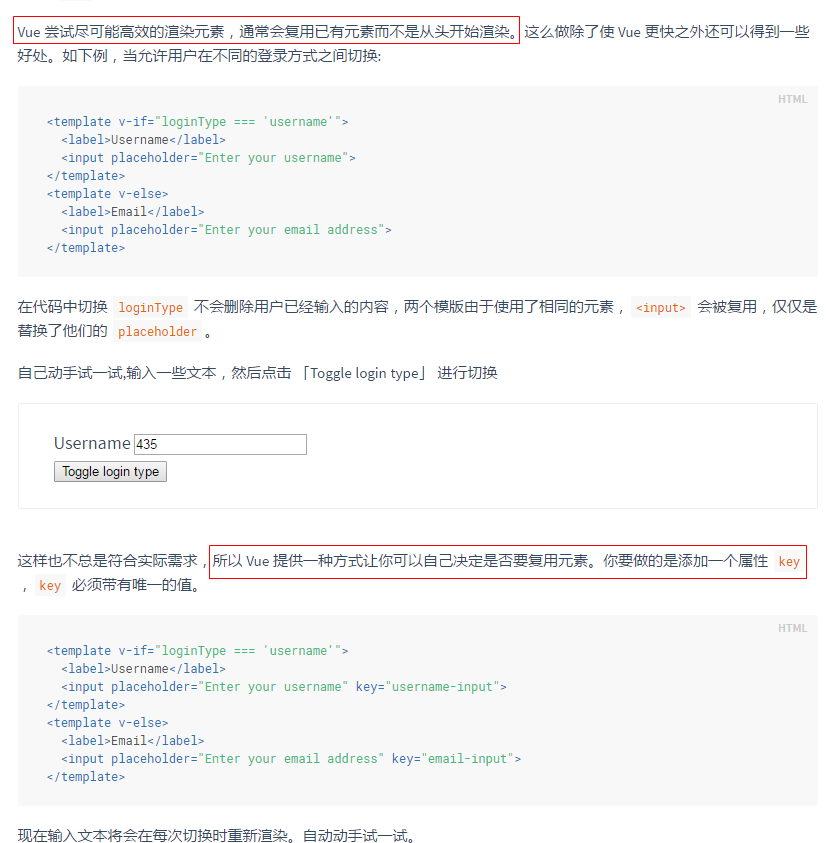 Vue 尝试尽可能高效的渲染元素，通常会复用已有元素而不是从头开始渲染。这么做除了使 Vue 更快之外还可以得到一些
好处。如下例，当允许用户在不同的登录方式之间切换:
HTML
<template v-if="loginType === 'username'">
  <label>Username</label>
  <input placeholder="Enter your username">
</template>
<template v-else>
  <label>Email</label>
  <input placeholder="Enter your email address">
</template>
在代码中切换 loginType 不会删除用户已经输入的内容，两个模版由于使用了相同的元素， <input> 会被复用，仅仅是
替换了他们的 placeholder 。
自己动手试一试,输入一些文本，然后点击 「Toggle login type」 进行切换
Username 435
Toggle login type
这样也不总是符合实际需求，所以 Vue 提供一种方式让你可以自己决定是否要复用元素。你要做的是添加一个属性 key
， key 必须带有唯一的值。
HTML
<template v-if="loginType === 'username'">
  <label>Username</label>
  <input placeholder="Enter your username" key="username-input">
</template>
<template v-else>
  <label>Email</label>
  <input placeholder="Enter your email address" key="email-input">
</template>
现在输入文本将会在每次切换时重新渲染。自动动手试一试。